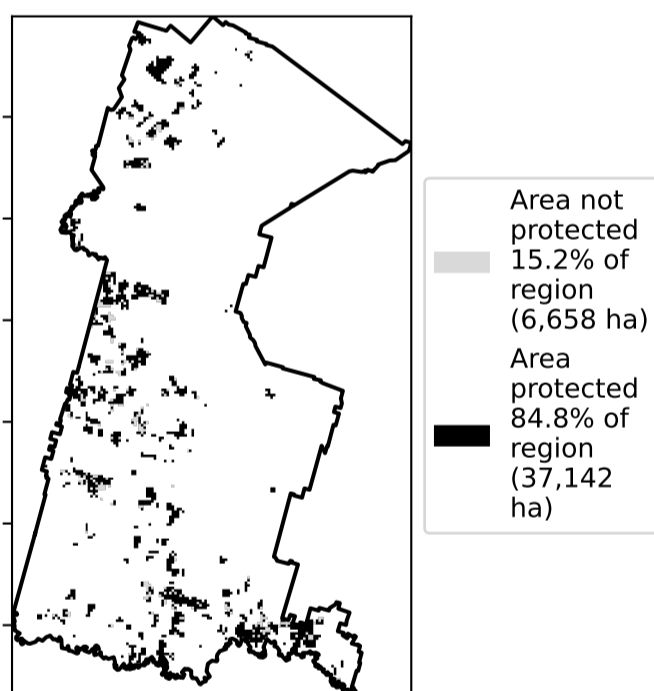 Area not
protected
15.2% of
region
(6,658 ha)
Area
protected
84.8% of
region
(37,142
ha)